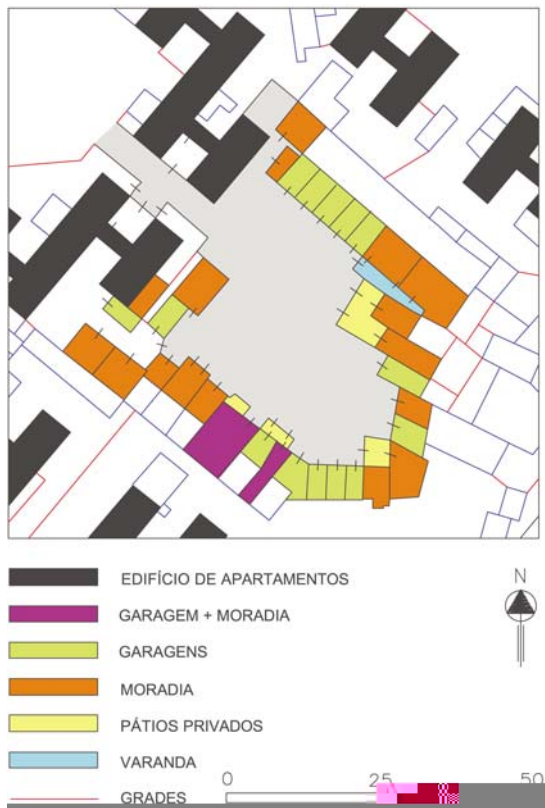 EDIFÍCIO DE APARTAMENTOS
N
GARAGEM + MORADIA
GARAGENS
MORADIA
PÁTIOS PRIVADOS
VARANDA
0 25 50
GRADES